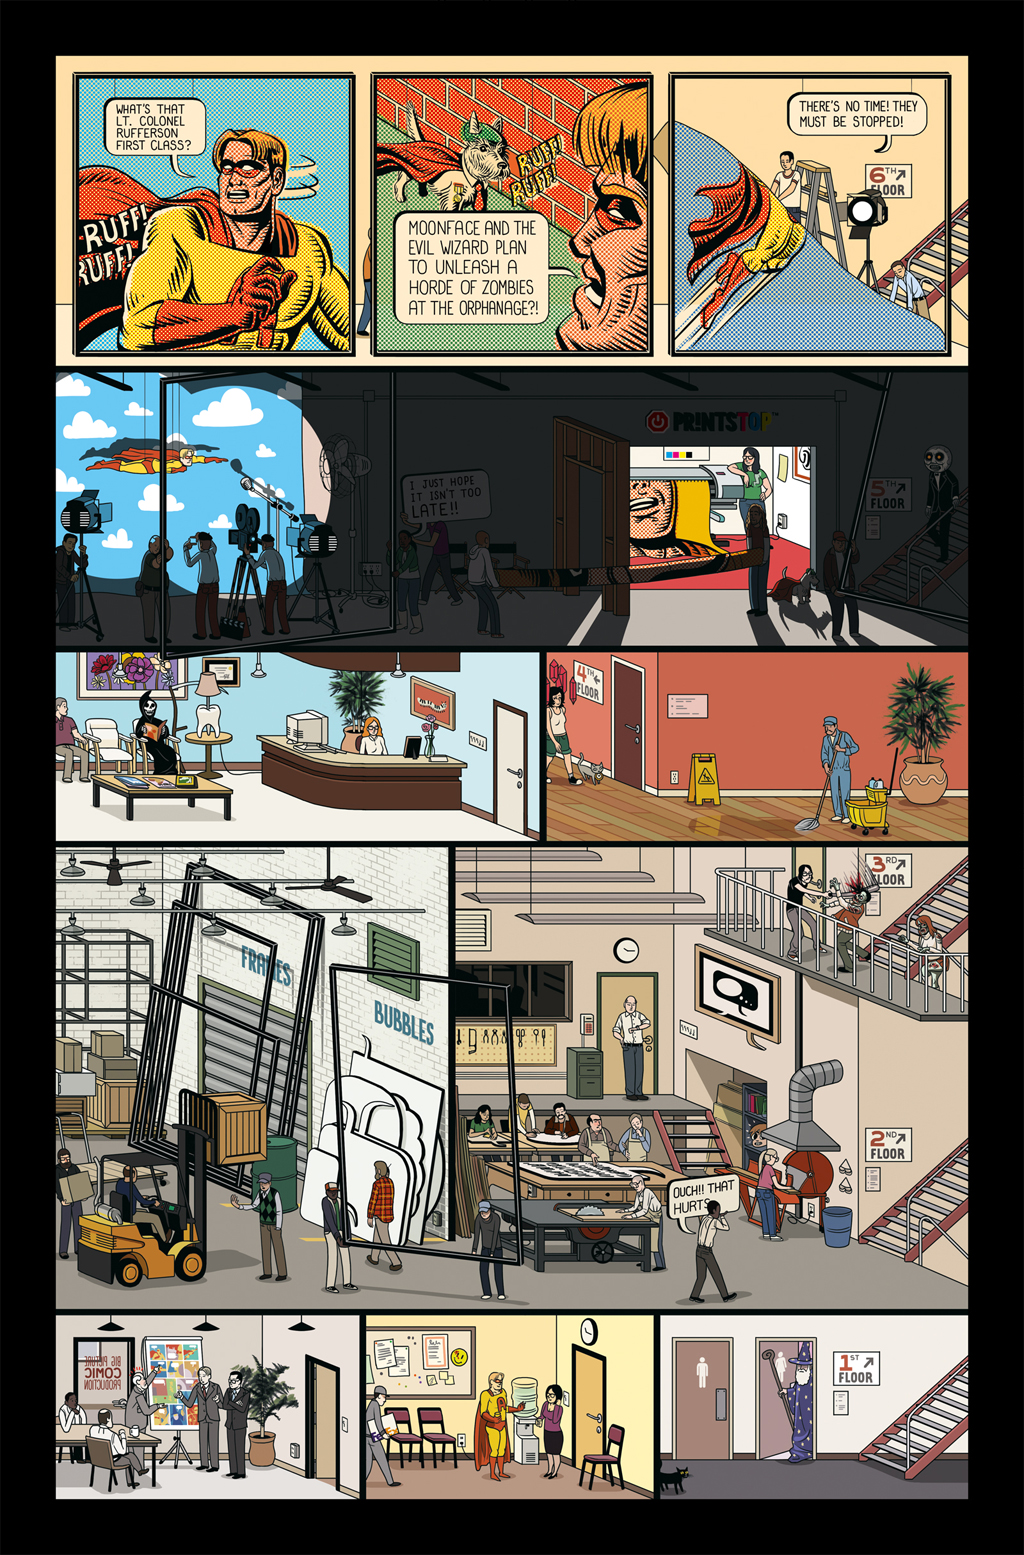 WHAT'S THAT
LT. COLONEL
RUFFERSON
FIRST CLASS?
RUFF!
RUFF!
RUFF!
RUFF!
MOONFACE AND THE
EVIL WIZARD PLAN
TO UNLEASH A
HORDE OF ZOMBIES
AT THE ORPHANAGE?!
THERE'S NO TIME! THEY
MUST BE STOPPED!
6TH
FLOOR
PRINTSTOP™
I JUST HOPE
IT ISN'T TOO
LATE!!
5TH
FLOOR
4TH
FLOOR
FRAMES
BUBBLES
3RD
FLOOR
2ND
FLOOR
OUCH!! THAT
HURTS
BIG PICTURE
COMIC
PRODUCTION
1ST
FLOOR